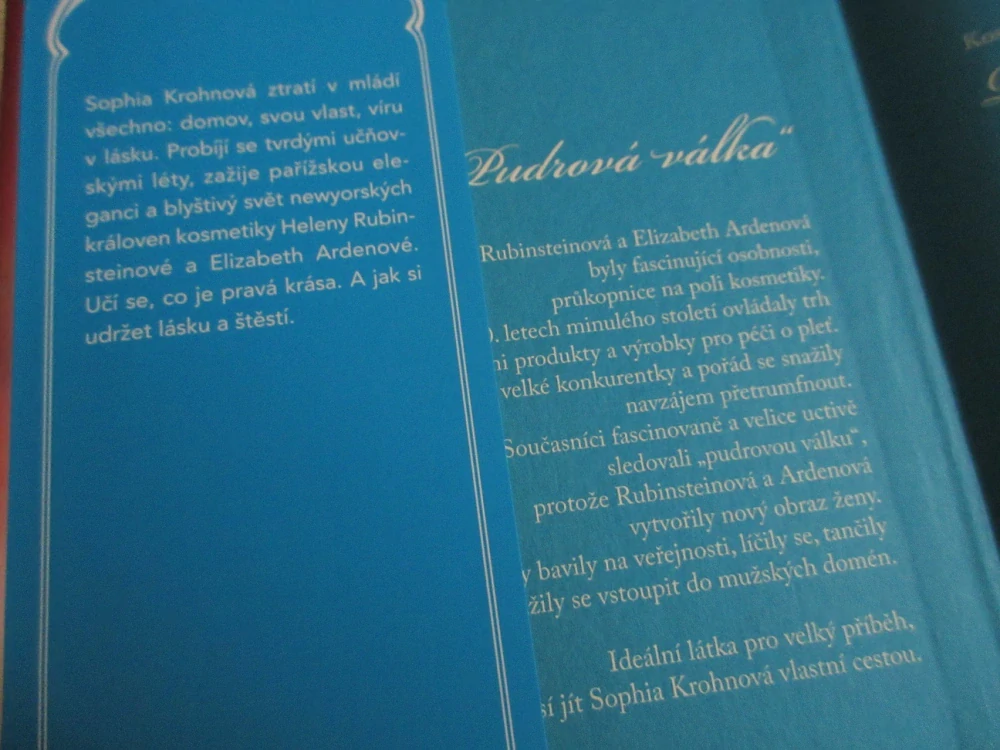 Sophia Krohnová ztratí v mládí
všechno: domov, svou vlast, víru
v lásku. Probíjí se tvrdými učňov-
skými léty, zažije pařížskou ele-
ganci a blyštivý svět newyorských
královen kosmetiky Heleny Rubin-
steinové a Elizabeth Ardenové.
Učí se, co je pravá krása. A jak si
udržet lásku a štěstí.
Pudrová válka“
Rubinsteinová a Elizabeth Ardenová
byly fascinující osobnosti,
průkopnice na poli kosmetiky.
letech minulého století ovládaly trh
produkty a výrobky pro péči o pleť.
velké konkurentky a pořád se snažily
navzájem přetrumfnout.
Současníci fascinovaně a velice uctivě
sledovali „pudrovou válku“,
protože Rubinsteinová a Ardenová
vytvořily nový obraz ženy.
bavily na veřejnosti, líčily se, tančily
se vstoupit do mužských domén.
Ideální látka pro velký příběh,
jít Sophia Krohnová vlastní cestou.